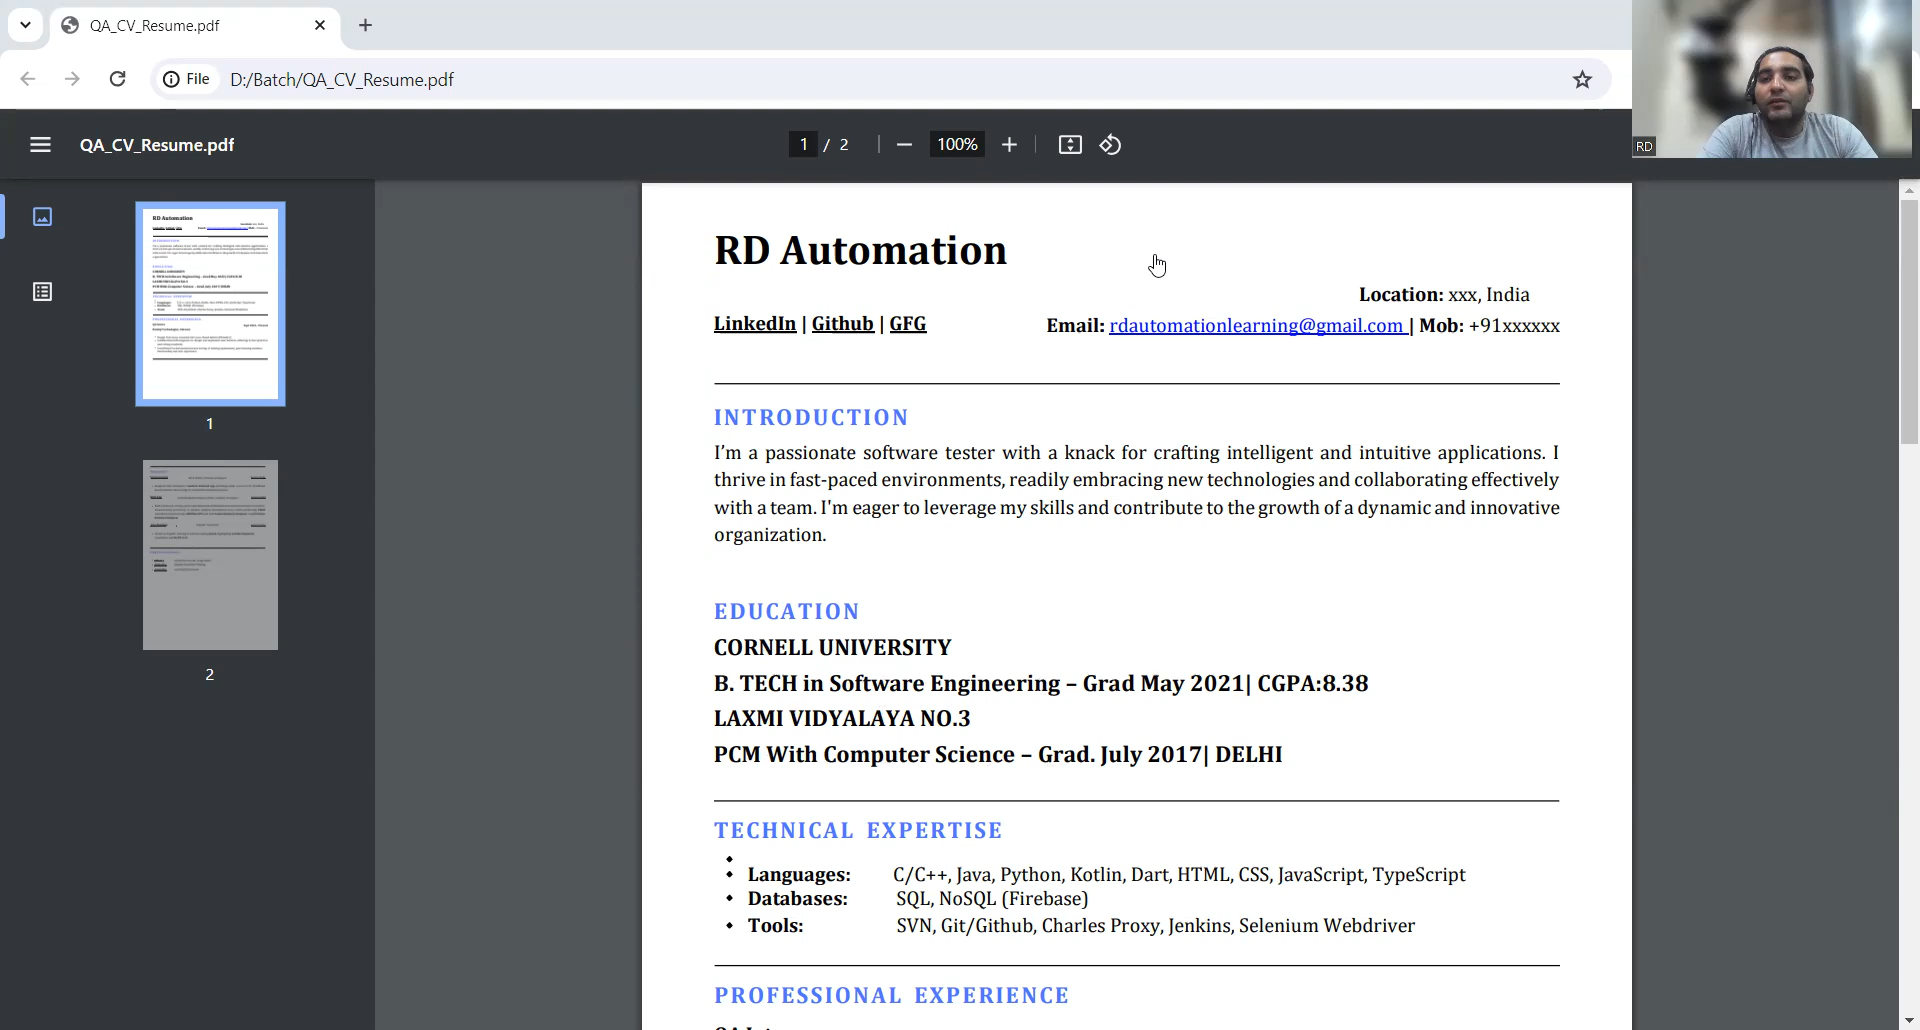 QA_CV_Resume.pdf
File D:/Batch/QA_CV_Resume.pdf
QA_CV_Resume.pdf
1 / 2
100%
RD
RD Automation
1
2
RD Automation
Location: xxx, India
LinkedIn | Github | GFG Email: rdautomationlearning@gmail.com | Mob: +91xxxxxx
INTRODUCTION
I’m a passionate software tester with a knack for crafting intelligent and intuitive applications. I
thrive in fast-paced environments, readily embracing new technologies and collaborating effectively
with a team. I'm eager to leverage my skills and contribute to the growth of a dynamic and innovative
organization.
EDUCATION
CORNELL UNIVERSITY
B. TECH in Software Engineering – Grad May 2021| CGPA:8.38
LAXMI VIDYALAYA NO.3
PCM With Computer Science – Grad. July 2017| DELHI
TECHNICAL EXPERTISE
• Languages: C/C++, Java, Python, Kotlin, Dart, HTML, CSS, JavaScript, TypeScript
• Databases: SQL, NoSQL (Firebase)
• Tools: SVN, Git/Github, Charles Proxy, Jenkins, Selenium Webdriver
PROFESSIONAL EXPERIENCE